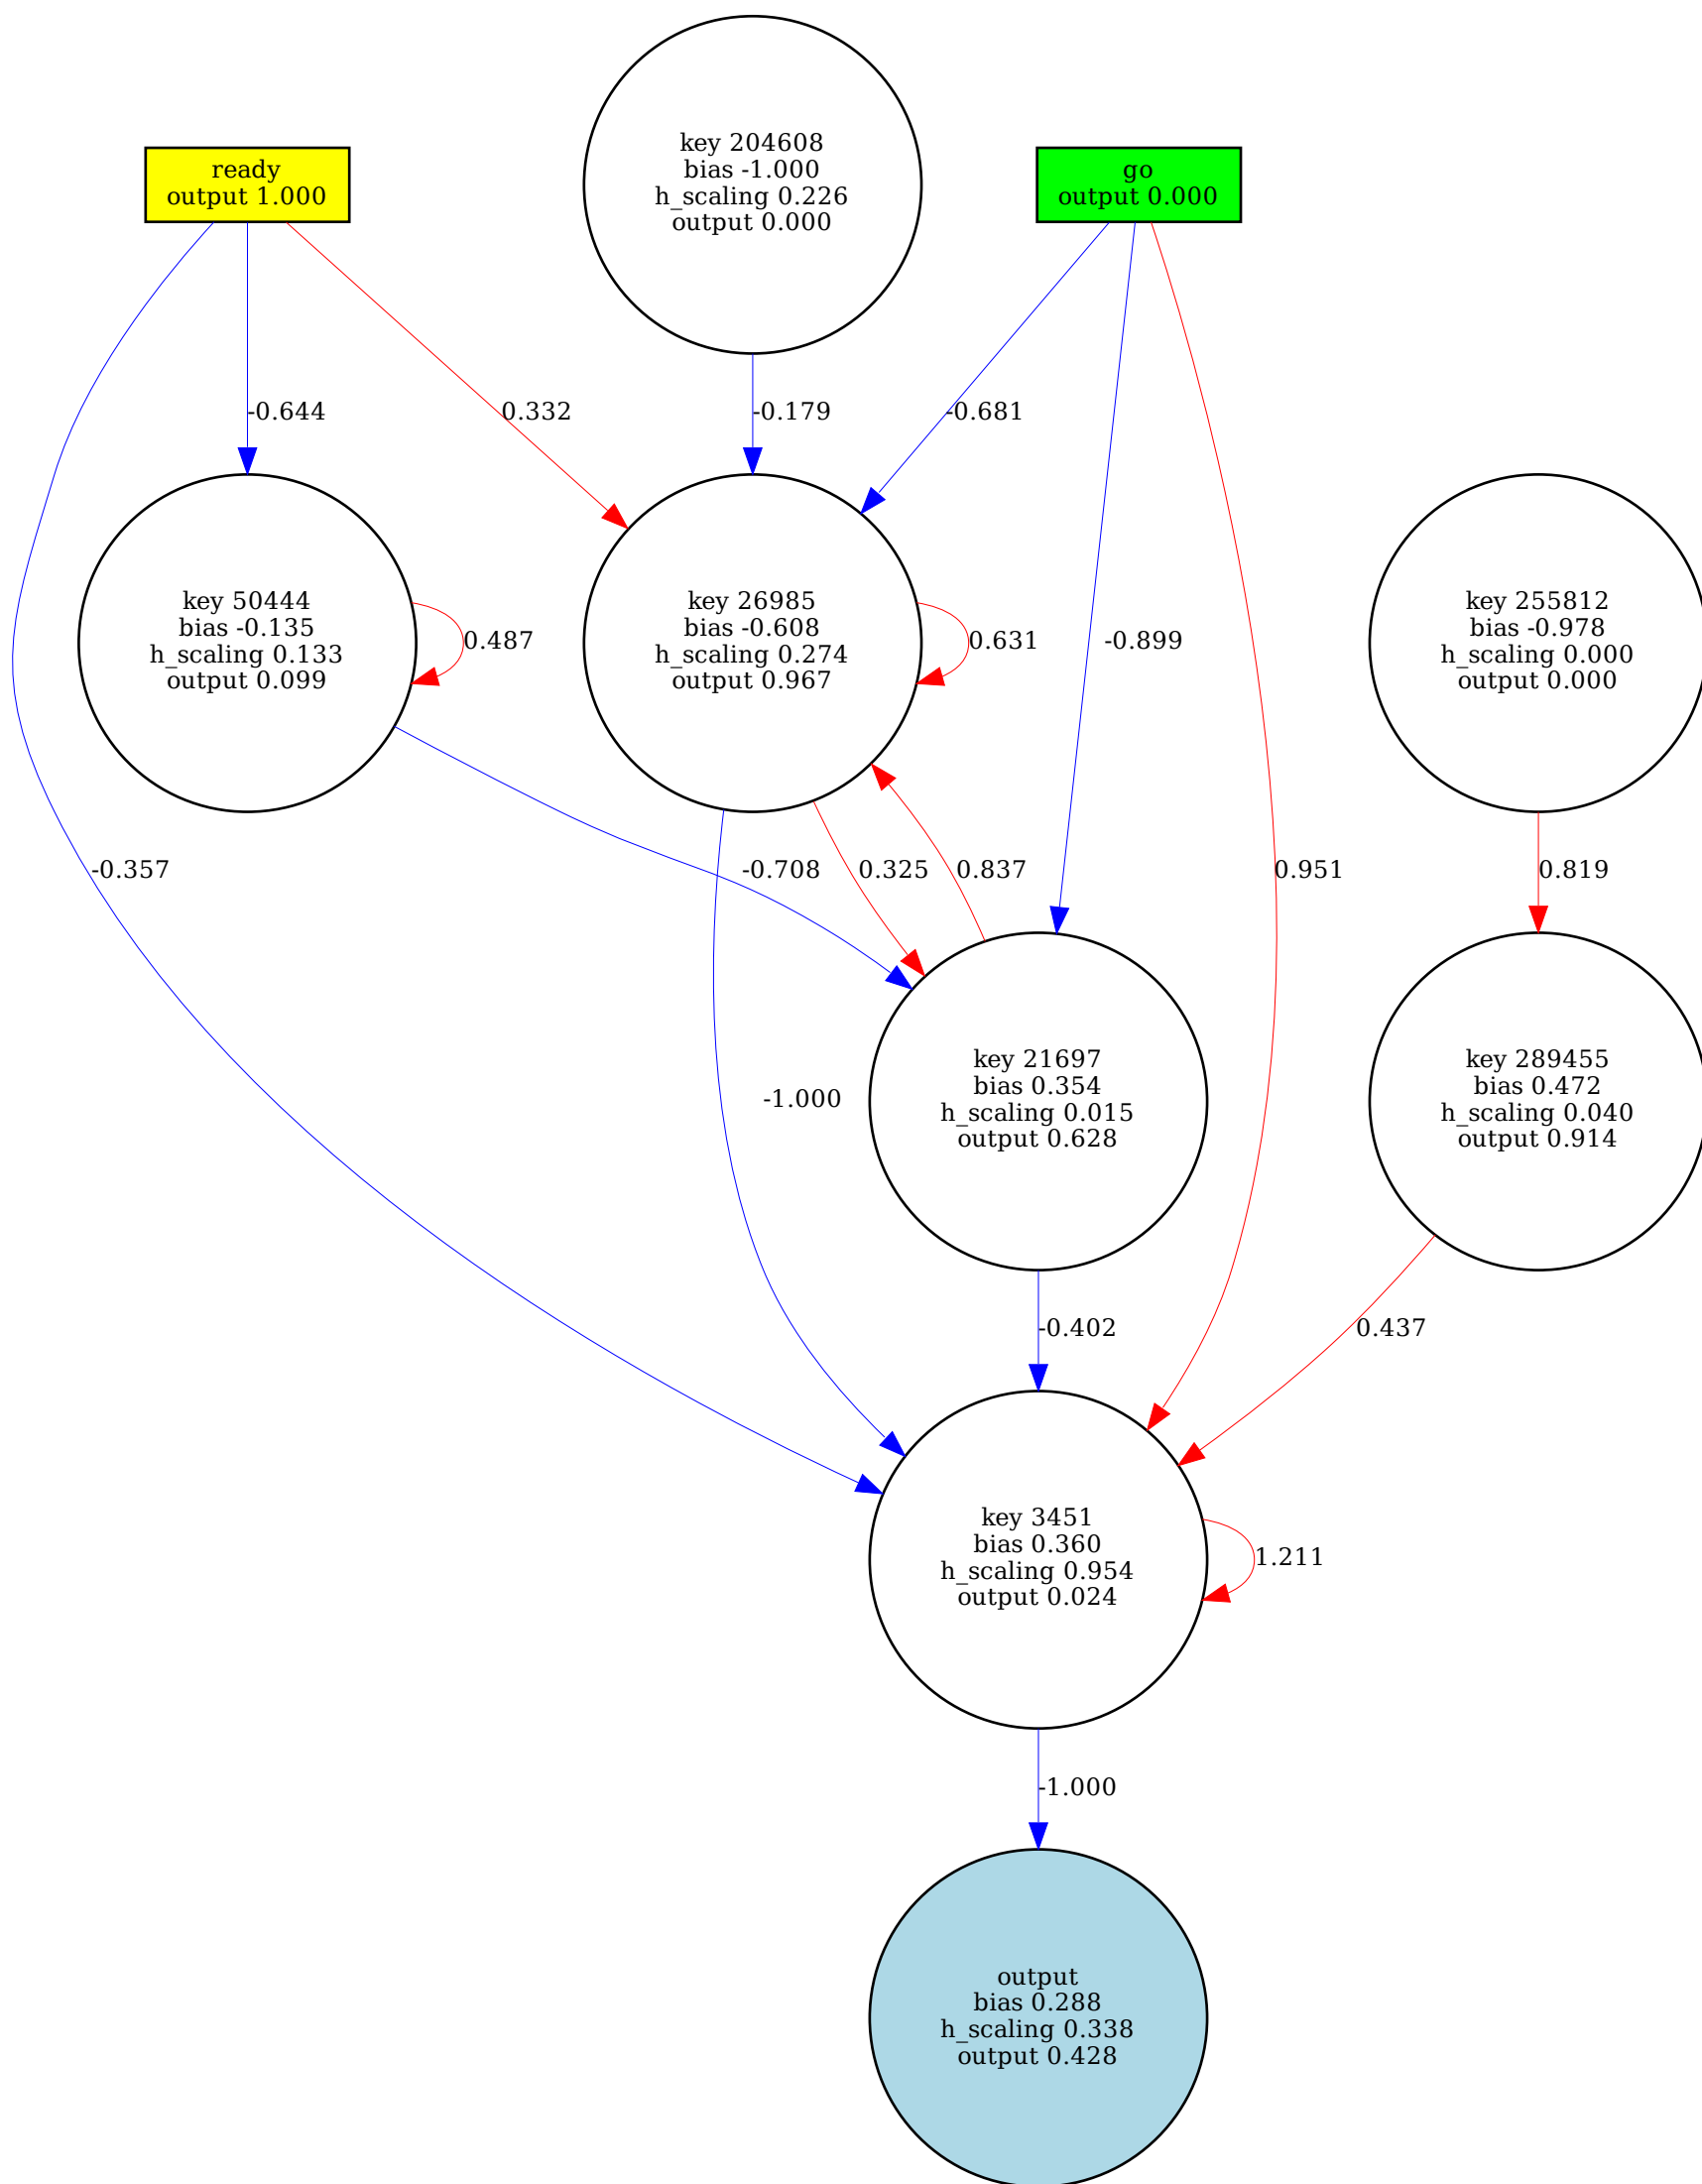 key 204608
bias -1.000
h_scaling 0.226
output 0.000
ready
output 1.000
go
output 0.000
-0.644
0.332
-0.179
-0.681
key 50444
bias -0.135
h_scaling 0.133
output 0.099
0.487
key 26985
bias -0.608
h_scaling 0.274
output 0.967
0.631
-0.899
key 255812
bias -0.978
h_scaling 0.000
output 0.000
-0.357
-0.708
0.325
0.837
0.951
0.819
-1.000
key 21697
bias 0.354
h_scaling 0.015
output 0.628
key 289455
bias 0.472
h_scaling 0.040
output 0.914
-0.402
0.437
key 3451
bias 0.360
h_scaling 0.954
output 0.024
1.211
-1.000
output
bias 0.288
h_scaling 0.338
output 0.428